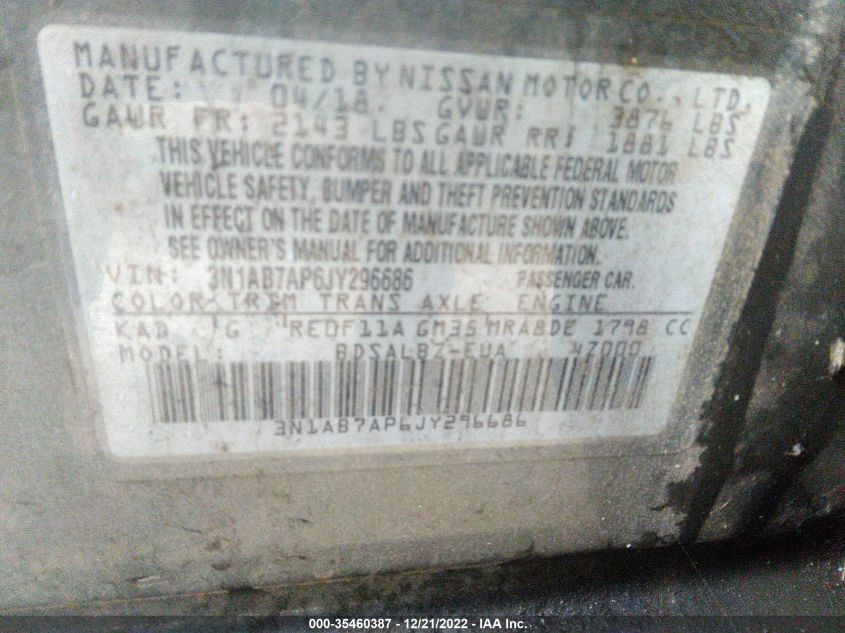 MANUFACTURED BY NISSAN MOTOR CO., LTD.
DATE: 04/18 GVWR: 3876 LBS
GAWR FR: 2143 LBS GAWR RR: 1881 LBS
THIS VEHICLE CONFORMS TO ALL APPLICABLE FEDERAL MOTOR
VEHICLE SAFETY, BUMPER AND THEFT PREVENTION STANDARDS
IN EFFECT ON THE DATE OF MANUFACTURE SHOWN ABOVE.
SEE OWNER'S MANUAL FOR ADDITIONAL INFORMATION.
VIN: 3N1AB7AP6JY296686 PASSENGER CAR.
COLOR TRIM TRANS AXLE ENGINE
KAD G RE0F11A GM35 MRA8DE 1798 CC
MODEL: BDSALBZ-EUA 4Z000
3N1AB7AP6JY296686
000-35460387 - 12/21/2022 - IAA Inc.